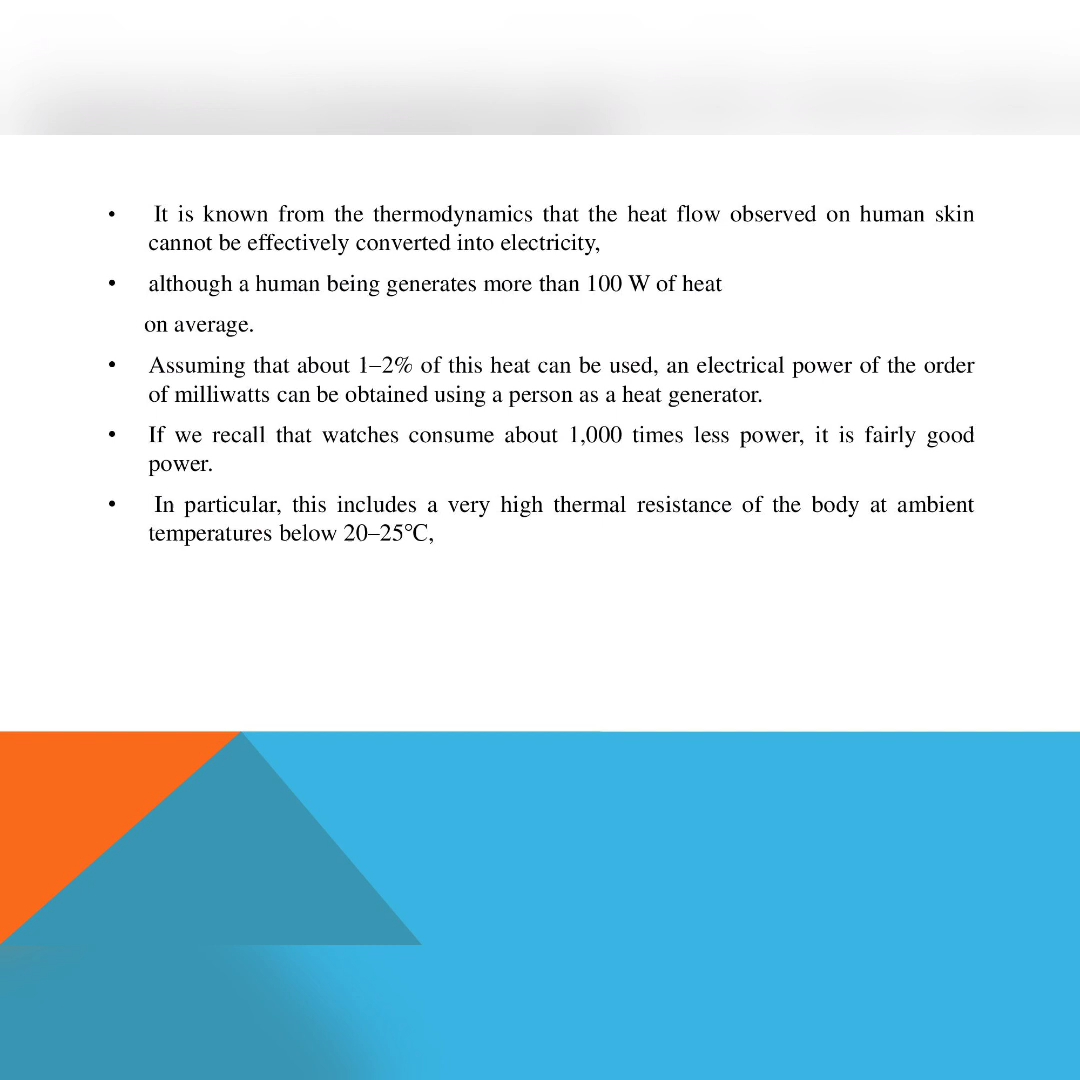 • It is known from the thermodynamics that the heat flow observed on human skin
cannot be effectively converted into electricity,
• although a human being generates more than 100 W of heat
on average.
• Assuming that about 1–2% of this heat can be used, an electrical power of the order
of milliwatts can be obtained using a person as a heat generator.
• If we recall that watches consume about 1,000 times less power, it is fairly good
power.
• In particular, this includes a very high thermal resistance of the body at ambient
temperatures below 20–25°C,